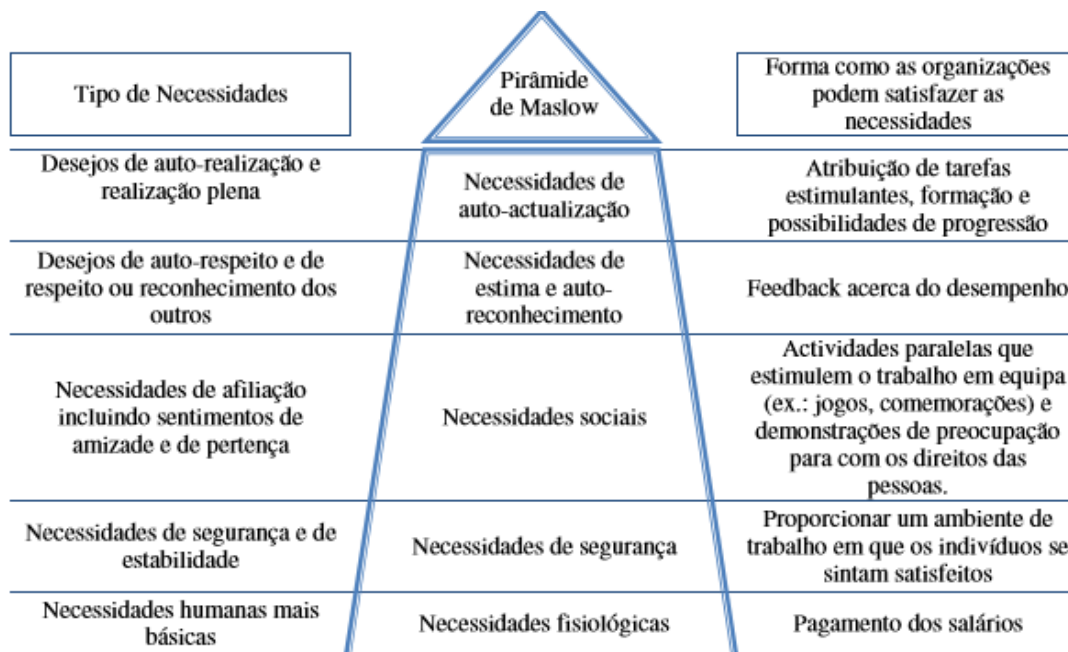 Tipo de Necessidades
Pirâmide
de Maslow
Forma como as organizações
podem satisfazer as
necessidades
Desejos de auto-realização e
realização plena
Necessidades de
auto-actualização
Atribuição de tarefas
estimulantes, formação e
possibilidades de progressão
Desejos de auto-respeito e de
respeito ou reconhecimento dos
outros
Necessidades de
estima e auto-
reconhecimento
Feedback acerca do desempenho
Necessidades de afiliação
incluindo sentimentos de
amizade e de pertença
Necessidades sociais
Actividades paralelas que
estimulem o trabalho em equipa
(ex.: jogos, comemorações) e
demonstrações de preocupação
para com os direitos das
pessoas.
Necessidades de segurança e de
estabilidade
Necessidades de segurança
Proporcionar um ambiente de
trabalho em que os indivíduos se
sintam satisfeitos
Necessidades humanas mais
básicas
Necessidades fisiológicas
Pagamento dos salários